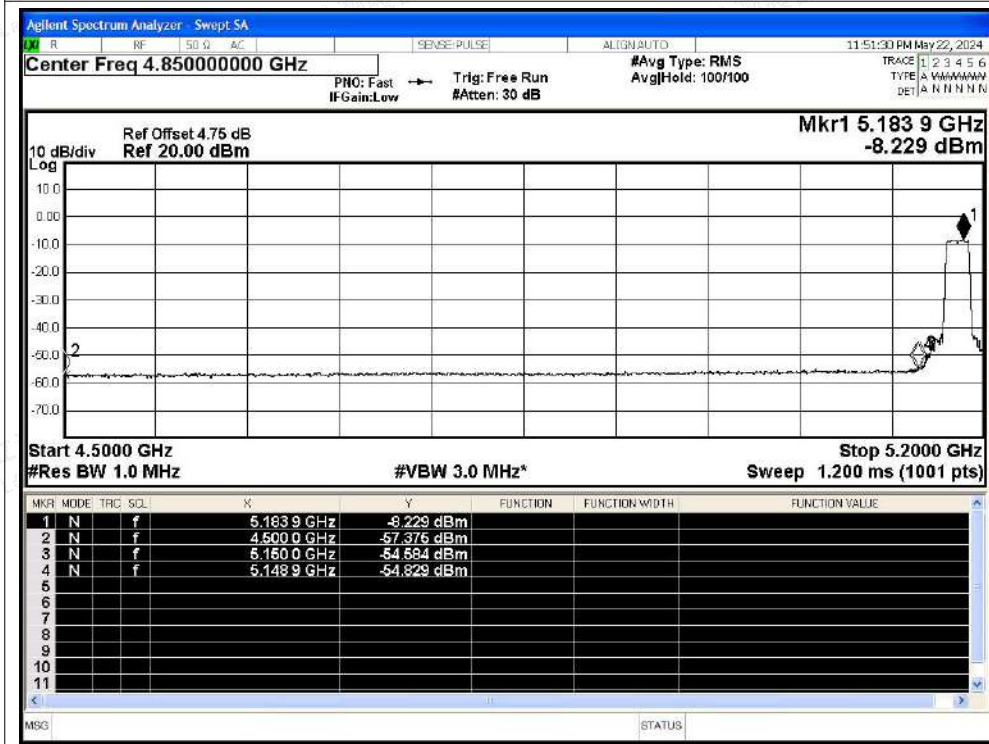 Agilent Spectrum Analyzer - Swept SA
LXI R RF 50 Ω AC SENSE:PULSE ALIGNAUTO 11:51:30 PM May 22, 2024
Center Freq 4.850000000 GHz
PNO: Fast
IFGain:Low
Trig: Free Run
#Atten: 30 dB
#Avg Type: RMS
Avg|Hold: 100/100
TRACE 1 2 3 4 5 6
TYPE A WWWWW
DET A N N N N N
Mkr1 5.183 9 GHz
-8.229 dBm
10 dB/div
Log
Ref Offset 4.75 dB
Ref 20.00 dBm
10.0
0.00
-10.0
-20.0
-30.0
-40.0
-50.0
-60.0
-70.0
1
2
Start 4.5000 GHz Stop 5.2000 GHz
#Res BW 1.0 MHz #VBW 3.0 MHz* Sweep 1.200 ms (1001 pts)
MKR MODE TRC SCL X Y FUNCTION FUNCTION WIDTH FUNCTION VALUE
1 N f 5.183 9 GHz -8.229 dBm
2 N f 4.500 0 GHz -57.375 dBm
3 N f 5.150 0 GHz -54.584 dBm
4 N f 5.148 9 GHz -54.829 dBm
5
6
7
8
9
10
11
MSG STATUS